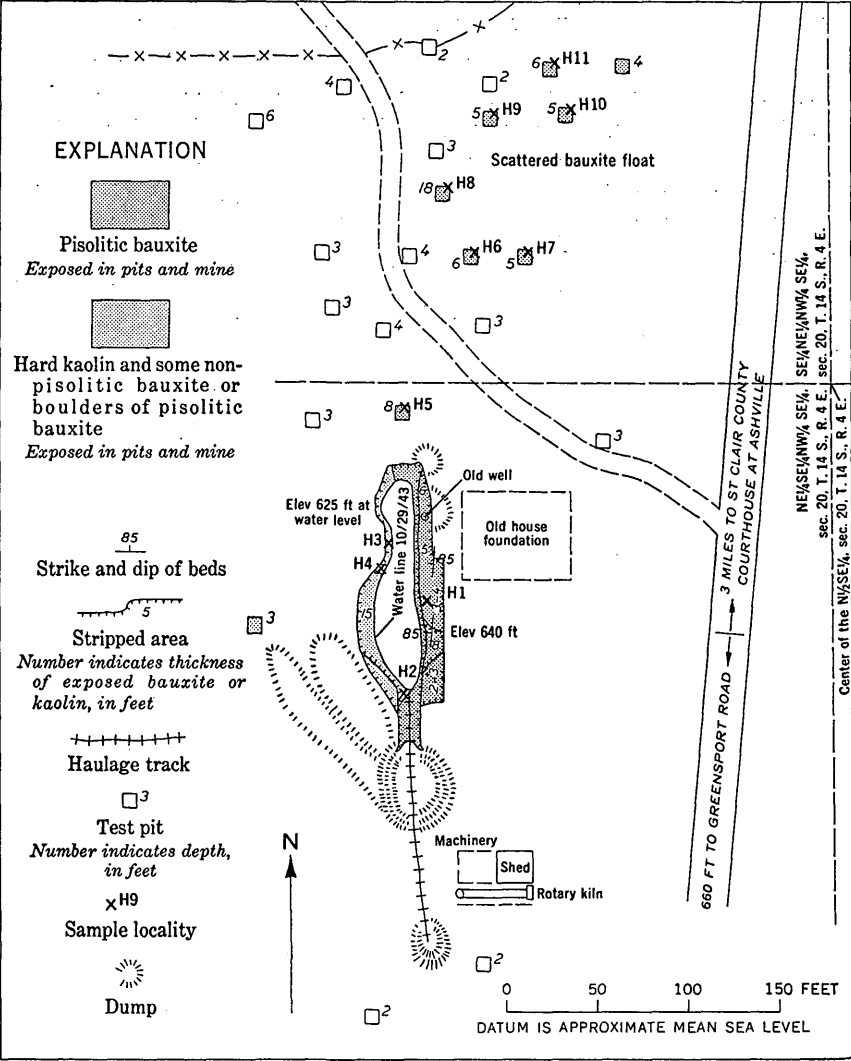 2
2
4
6
6 H11
4
5 H9
5 H10
3
Scattered bauxite float
18 H8
3
4
6 H6
5 H7
3
4
3
EXPLANATION
Pisolitic bauxite
Exposed in pits and mine
Hard kaolin and some non-
pisolitic bauxite or
boulders of pisolitic
bauxite
Exposed in pits and mine
85
Strike and dip of beds
5
Stripped area
Number indicates thickness
of exposed bauxite or
kaolin, in feet
Haulage track
3
Test pit
Number indicates depth,
in feet
H9
Sample locality
Dump
3
8 H5
3
Old well
Elev 625 ft at
water level
Water line 10/29/43
Old house
foundation
H3
H4
5
85
H1
15
85
Elev 640 ft
H2
3
N
Machinery
Shed
Rotary kiln
2
2
0 50 100 150 FEET
DATUM IS APPROXIMATE MEAN SEA LEVEL
3 MILES TO ST CLAIR COUNTY
COURTHOUSE AT ASHVILLE
660 FT TO GREENSPORT ROAD
SE¼NE¼NW¼ SE¼,
sec. 20, T. 14 S., R. 4 E.
NE¼SE¼NW¼ SE¼,
sec. 20, T. 14 S., R. 4 E.
Center of the N½SE¼, sec. 20, T. 14 S., R. 4 E.